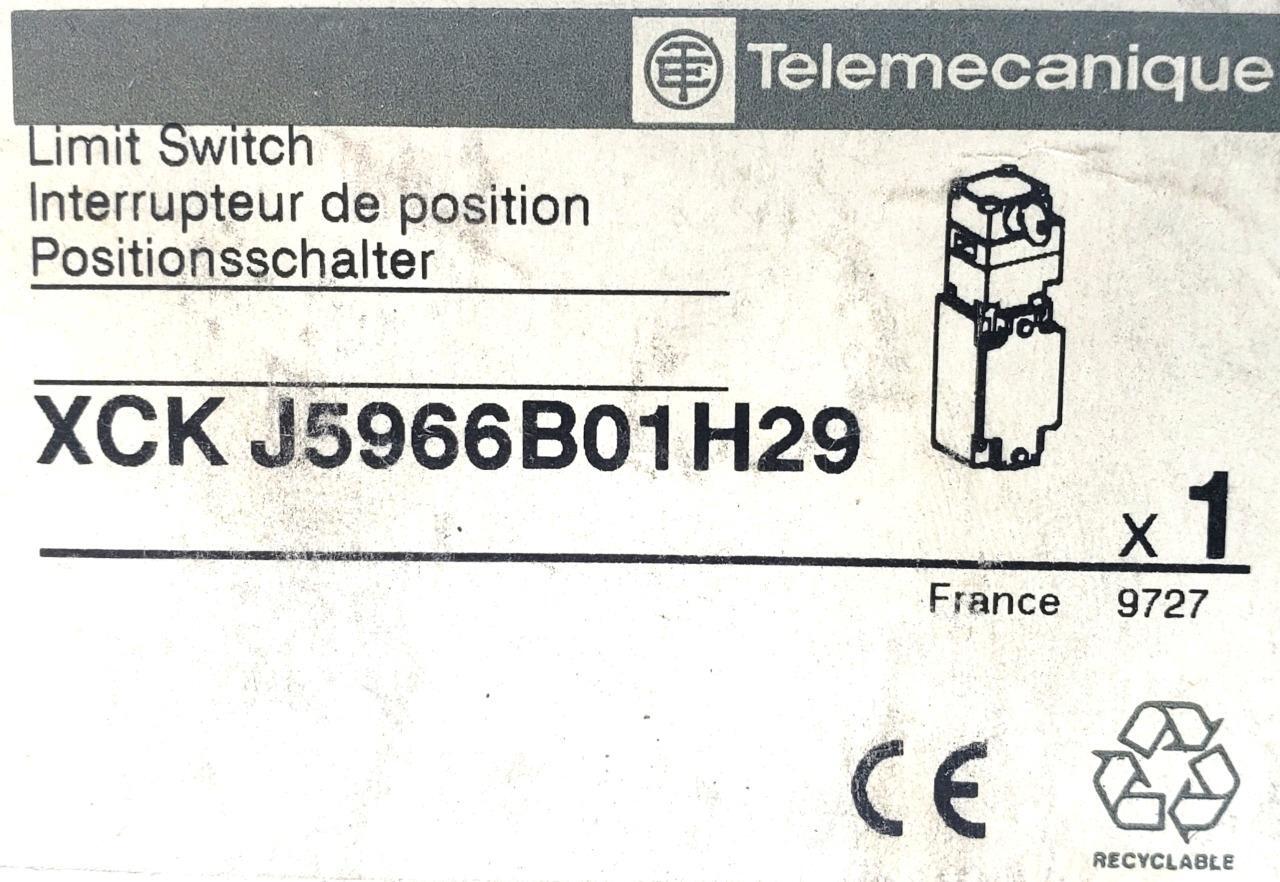 Telemecanique
Limit Switch
Interrupteur de position
Positionsschalter
XCK J5966B01H29
x 1
France 9727
CE
RECYCLABLE